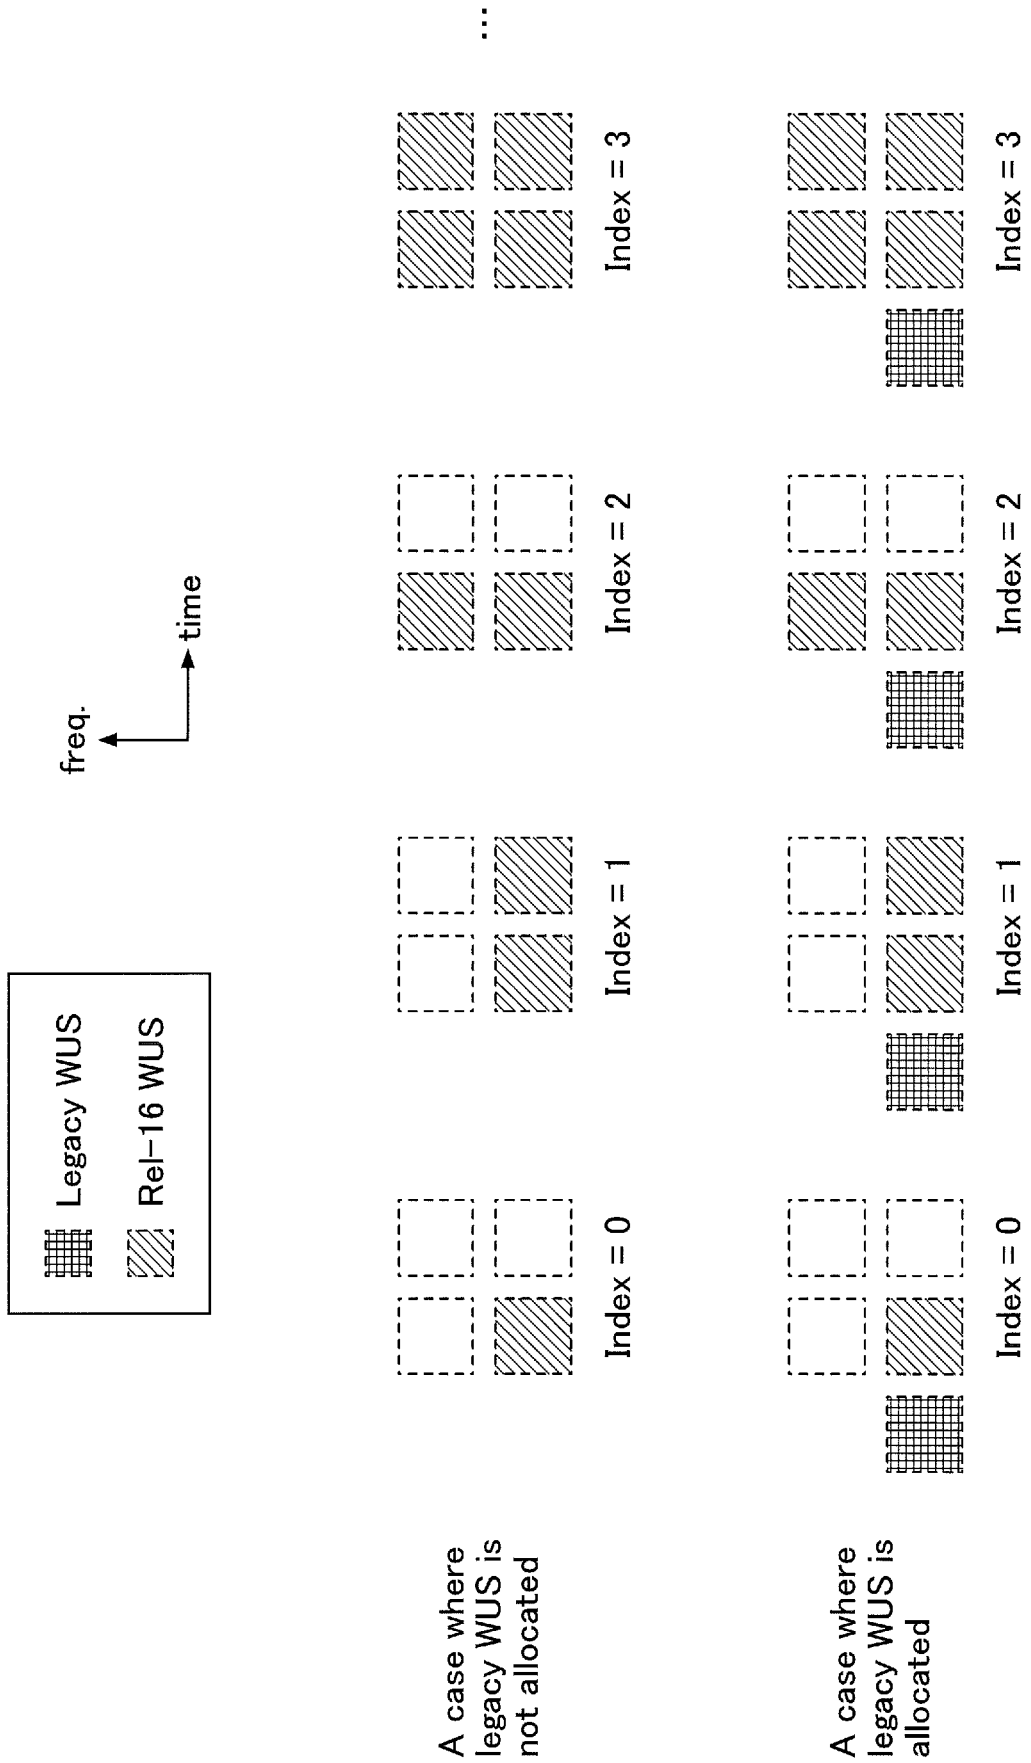 Legacy WUS
Rel-16 WUS
freq.
time
A case where
legacy WUS is
not allocated
Index = 0
Index = 1
Index = 2
Index = 3
...
A case where
legacy WUS is
allocated
Index = 0
Index = 1
Index = 2
Index = 3